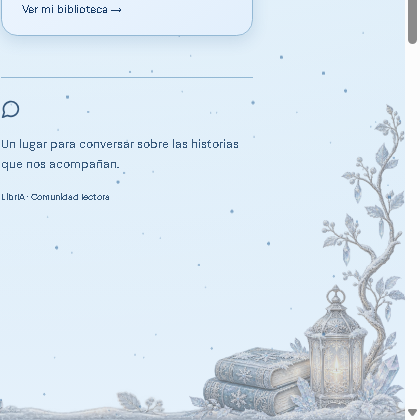 Ver mi biblioteca →
Un lugar para conversar sobre las historias
que nos acompañan.
LibrIA · Comunidad lectora